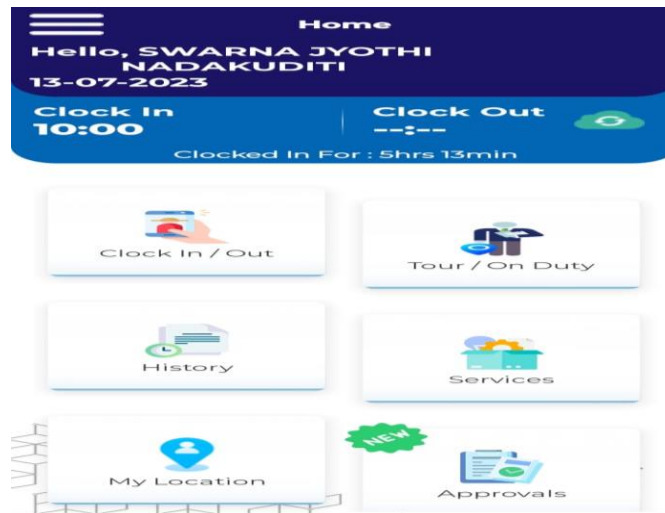 Home
Hello, SWARNA JYOTHI
NADAKUDITI
13-07-2023
Clock In
Clock Out
10:00
--:--
Clocked In For : 5hrs 13min
Clock In / Out
Tour / On Duty
History
Services
NEW
My Location
Approvals